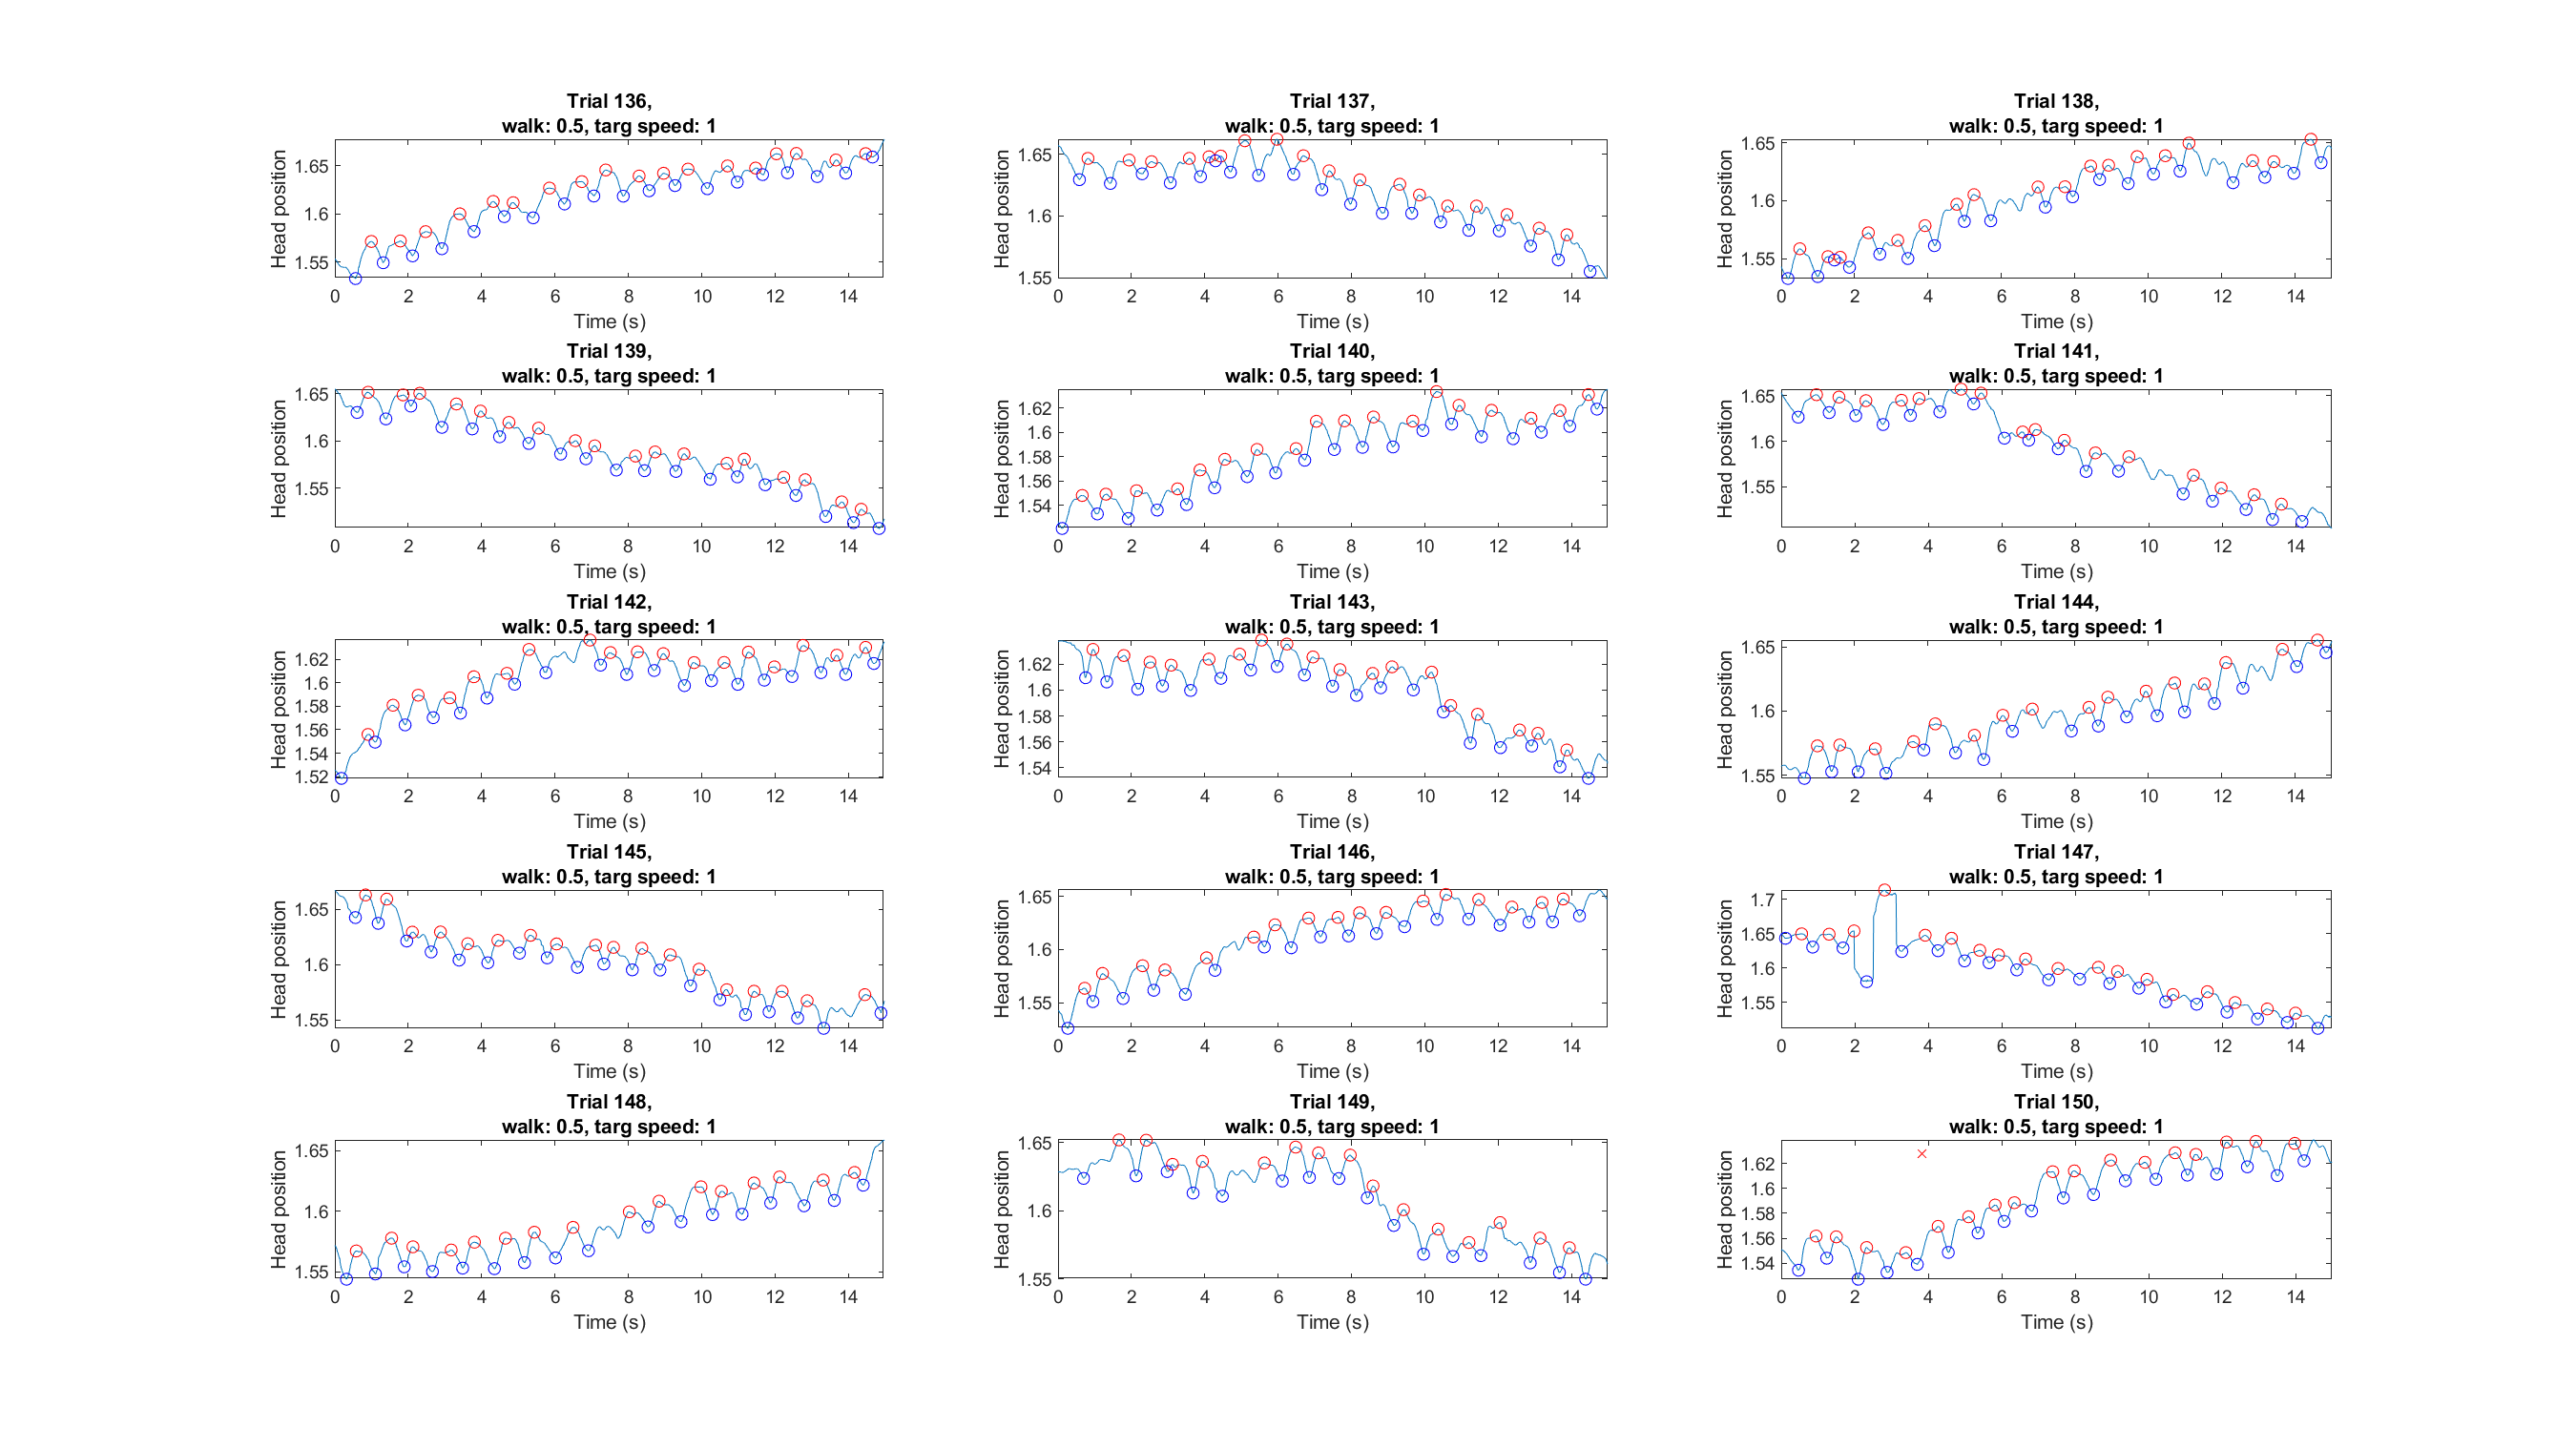 Trial 136,
walk: 0.5, targ speed: 1
Head position
1.65
1.6
1.55
0 2 4 6 8 10 12 14
Time (s)
Trial 137,
walk: 0.5, targ speed: 1
Head position
1.65
1.6
1.55
0 2 4 6 8 10 12 14
Time (s)
Trial 138,
walk: 0.5, targ speed: 1
Head position
1.65
1.6
1.55
0 2 4 6 8 10 12 14
Time (s)
Trial 139,
walk: 0.5, targ speed: 1
Head position
1.65
1.6
1.55
0 2 4 6 8 10 12 14
Time (s)
Trial 140,
walk: 0.5, targ speed: 1
Head position
1.62
1.6
1.58
1.56
1.54
0 2 4 6 8 10 12 14
Time (s)
Trial 141,
walk: 0.5, targ speed: 1
Head position
1.65
1.6
1.55
0 2 4 6 8 10 12 14
Time (s)
Trial 142,
walk: 0.5, targ speed: 1
Head position
1.62
1.6
1.58
1.56
1.54
1.52
0 2 4 6 8 10 12 14
Time (s)
Trial 143,
walk: 0.5, targ speed: 1
Head position
1.62
1.6
1.58
1.56
1.54
0 2 4 6 8 10 12 14
Time (s)
Trial 144,
walk: 0.5, targ speed: 1
Head position
1.65
1.6
1.55
0 2 4 6 8 10 12 14
Time (s)
Trial 145,
walk: 0.5, targ speed: 1
Head position
1.65
1.6
1.55
0 2 4 6 8 10 12 14
Time (s)
Trial 146,
walk: 0.5, targ speed: 1
Head position
1.65
1.6
1.55
0 2 4 6 8 10 12 14
Time (s)
Trial 147,
walk: 0.5, targ speed: 1
Head position
1.7
1.65
1.6
1.55
0 2 4 6 8 10 12 14
Time (s)
Trial 148,
walk: 0.5, targ speed: 1
Head position
1.65
1.6
1.55
0 2 4 6 8 10 12 14
Time (s)
Trial 149,
walk: 0.5, targ speed: 1
Head position
1.65
1.6
1.55
0 2 4 6 8 10 12 14
Time (s)
Trial 150,
walk: 0.5, targ speed: 1
Head position
1.62
1.6
1.58
1.56
1.54
0 2 4 6 8 10 12 14
Time (s)